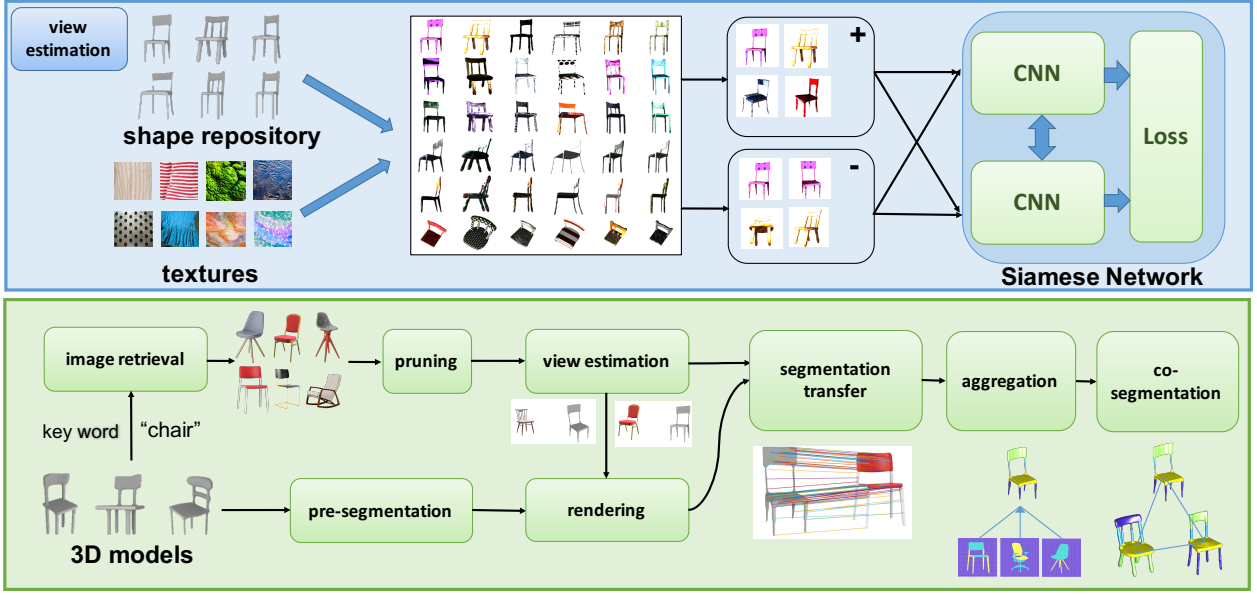 view
estimation
shape repository
textures
+
-
CNN
CNN
Loss
Siamese Network
image retrieval
pruning
view estimation
segmentation
transfer
aggregation
co-
segmentation
key word
“chair”
pre-segmentation
rendering
3D models